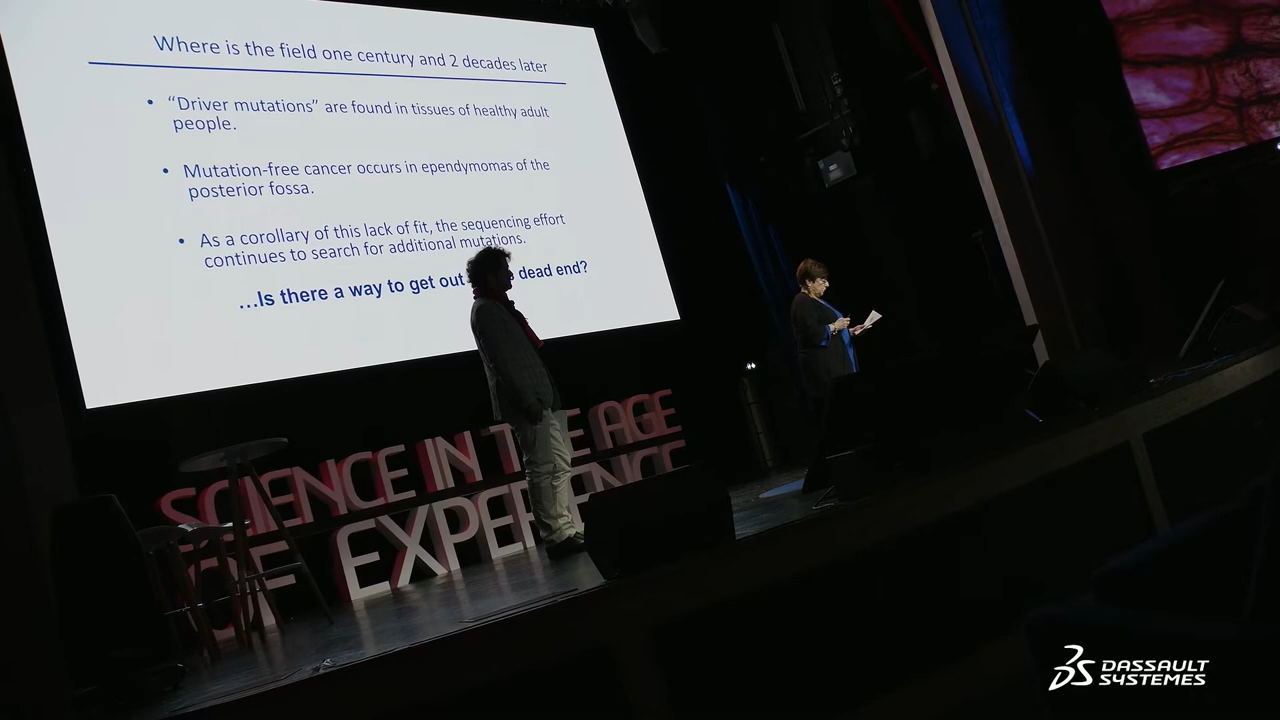 Where is the field one century and 2 decades later
• “Driver mutations” are found in tissues of healthy adult
people.
• Mutation-free cancer occurs in ependymomas of the
posterior fossa.
• As a corollary of this lack of fit, the sequencing effort
continues to search for additional mutations.
...Is there a way to get out dead end?
SCIENCE IN T E AGE
OF EXPER ENCE
3S DASSAULT
SYSTEMES